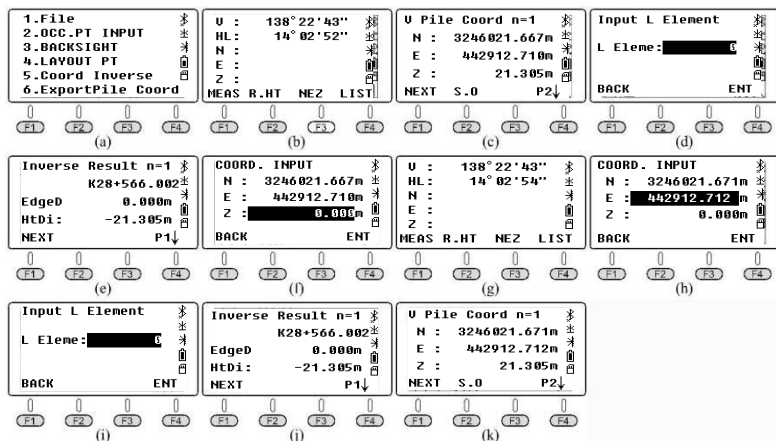 1.File
2.OCC.PT INPUT
3.BACKSIGHT
4.LAYOUT PT
5.Coord Inverse
6.ExportPile Coord
F1 F2 F3 F4
(a)
V : 138°22'43"
HL: 14°02'52"
N :
E :
Z :
MEAS R.HT NEZ LIST
F1 F2 F3 F4
(b)
V Pile Coord n=1
N : 3246021.667m
E : 442912.710m
Z : 21.305m
NEXT S.O P2↓
F1 F2 F3 F4
(c)
Input L Element
L Eleme: 0
BACK ENT
F1 F2 F3 F4
(d)
Inverse Result n=1
K28+566.002
EdgeD 0.000m
HtDi: -21.305m
NEXT P1↓
F1 F2 F3 F4
(e)
COORD. INPUT
N : 3246021.667m
E : 442912.710m
Z : 0.000m
BACK ENT
F1 F2 F3 F4
(f)
V : 138°22'43"
HL: 14°02'54"
N :
E :
Z :
MEAS R.HT NEZ LIST
F1 F2 F3 F4
(g)
COORD. INPUT
N : 3246021.671m
E : 442912.712 m
Z : 0.000m
BACK ENT
F1 F2 F3 F4
(h)
Input L Element
L Eleme: 0
BACK ENT
F1 F2 F3 F4
(i)
Inverse Result n=1
K28+566.002
EdgeD 0.000m
HtDi: -21.305m
NEXT P1↓
F1 F2 F3 F4
(j)
V Pile Coord n=1
N : 3246021.671m
E : 442912.712m
Z : 21.305m
NEXT S.O P2↓
F1 F2 F3 F4
(k)